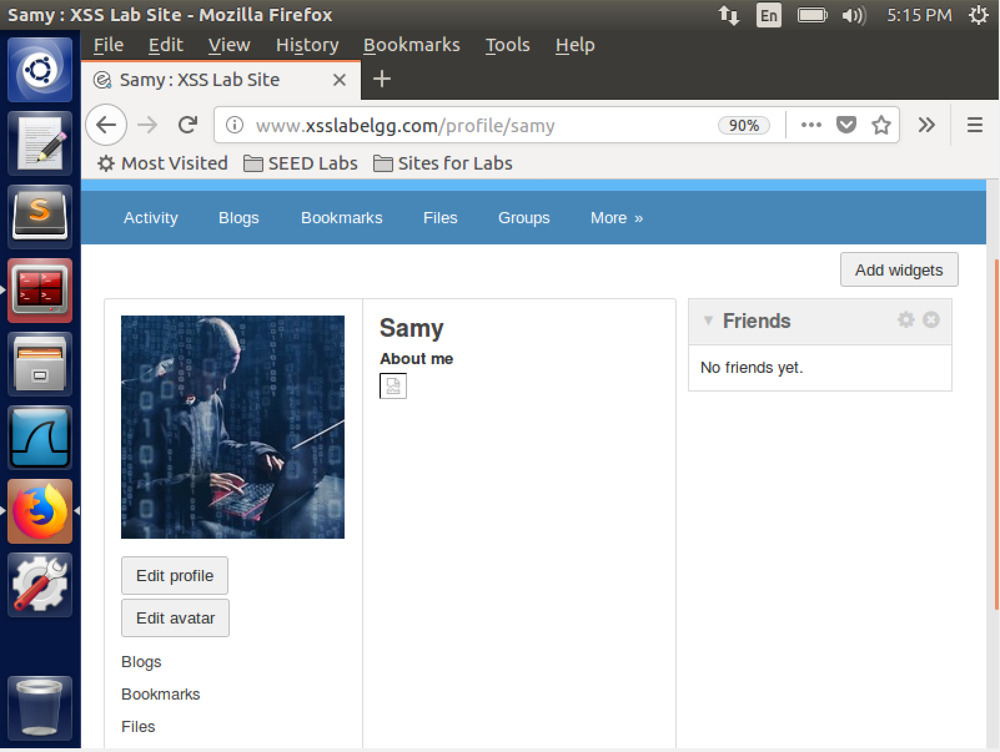 Samy : XSS Lab Site - Mozilla Firefox En 5:15 PM
File Edit View History Bookmarks Tools Help
Samy : XSS Lab Site
www.xsslabelgg.com/profile/samy 90%
Most Visited SEED Labs Sites for Labs
Activity Blogs Bookmarks Files Groups More »
Add widgets
Samy
About me
Friends
No friends yet.
Edit profile
Edit avatar
Blogs
Bookmarks
Files